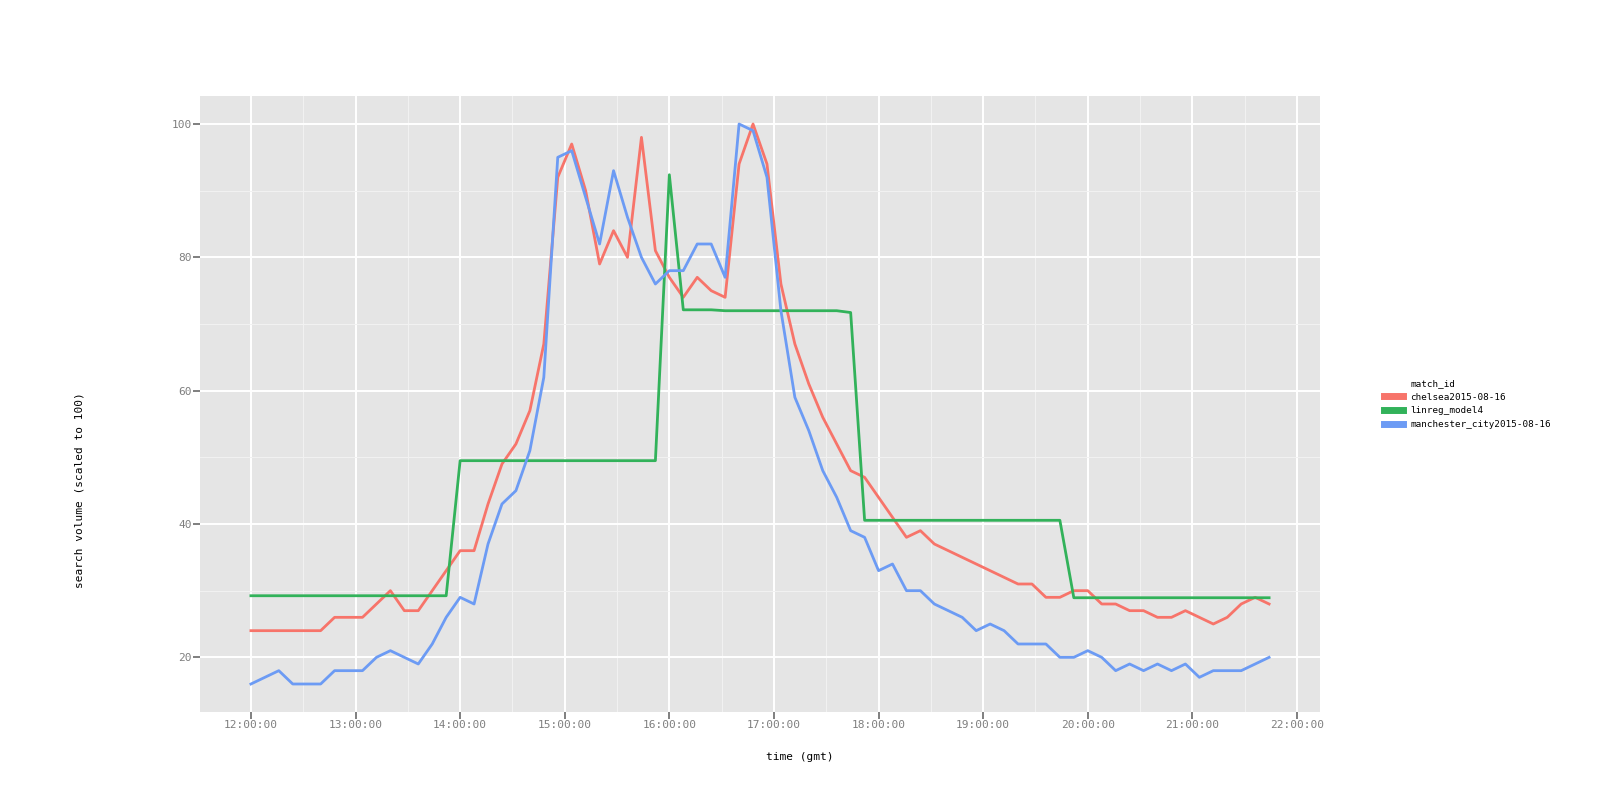 100
80
60
40
20
search volume (scaled to 100)
12:00:00 13:00:00 14:00:00 15:00:00 16:00:00 17:00:00 18:00:00 19:00:00 20:00:00 21:00:00 22:00:00
time (gmt)
match_id
chelsea2015-08-16
linreg_model4
manchester_city2015-08-16